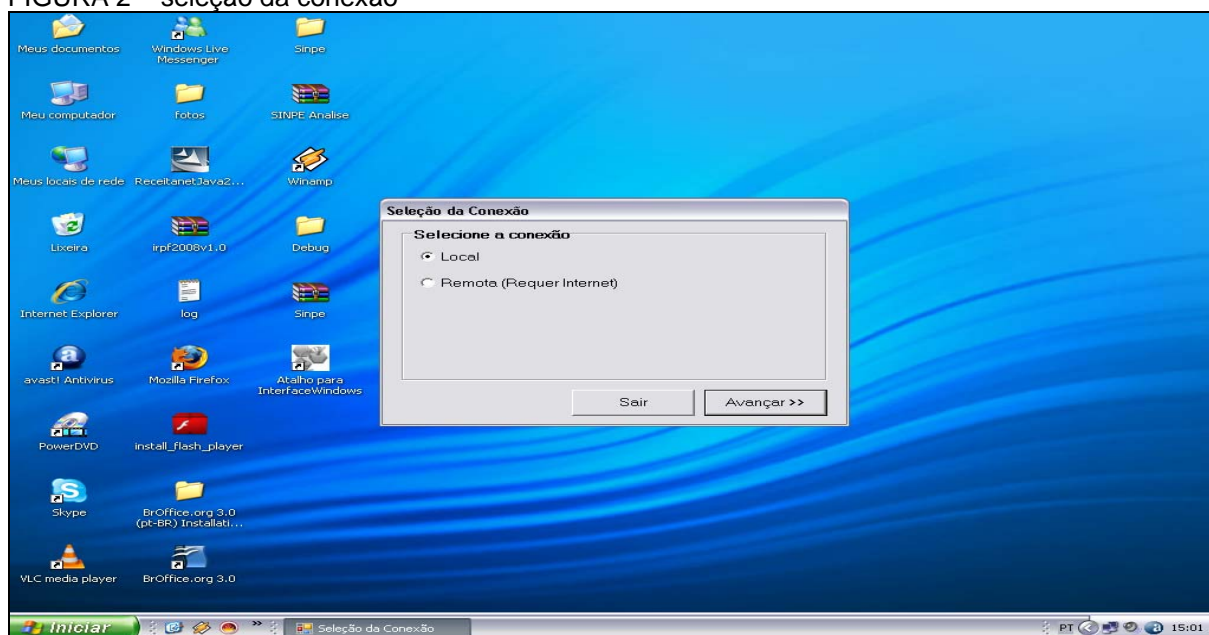 FIGURA 2 – seleção da conexão
Meus documentos
Windows Live
Messenger
Sinpe
Meu computador
fotos
SINPE Analise
Meus locais de rede
ReceitanetJava2...
Winamp
Lixeira
irpf2008v1.0
Debug
Internet Explorer
log
Sinpe
avast! Antivirus
Mozilla Firefox
Atalho para
InterfaceWindows
PowerDVD
install_flash_player
Skype
BrOffice.org 3.0
(pt-BR) Installati...
VLC media player
BrOffice.org 3.0
Seleção da Conexão
Selecione a conexão
Local
Remota (Requer Internet)
Sair
Avançar >>
Iniciar
Seleção da Conexão
PT
15:01